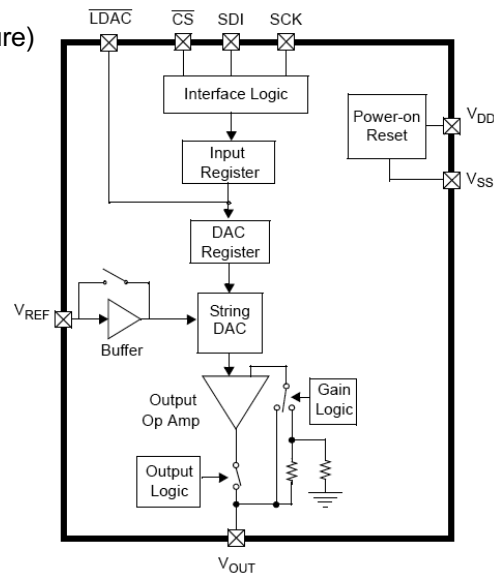 LDAC CS SDI SCK
ure)
Interface Logic
Power-on
Reset
VDD
VSS
Input
Register
DAC
Register
VREF
Buffer
String
DAC
Output
Op Amp
Gain
Logic
Output
Logic
VOUT